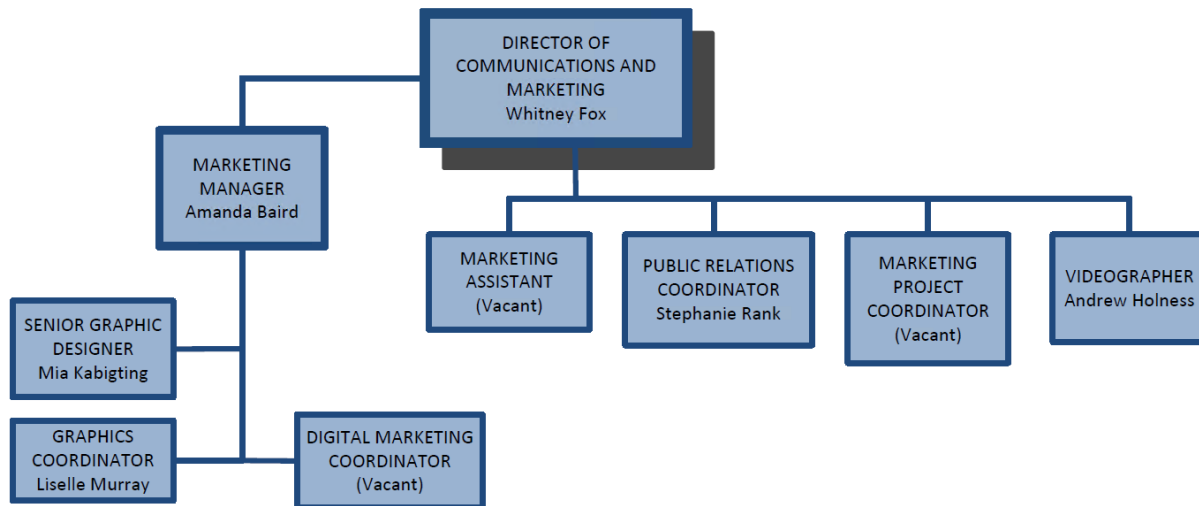 DIRECTOR OF
COMMUNICATIONS AND
MARKETING
Whitney Fox
MARKETING
MANAGER
Amanda Baird
MARKETING
ASSISTANT
(Vacant)
PUBLIC RELATIONS
COORDINATOR
Stephanie Rank
MARKETING
PROJECT
COORDINATOR
(Vacant)
VIDEOGRAPHER
Andrew Holness
SENIOR GRAPHIC
DESIGNER
Mia Kabigting
GRAPHICS
COORDINATOR
Liselle Murray
DIGITAL MARKETING
COORDINATOR
(Vacant)